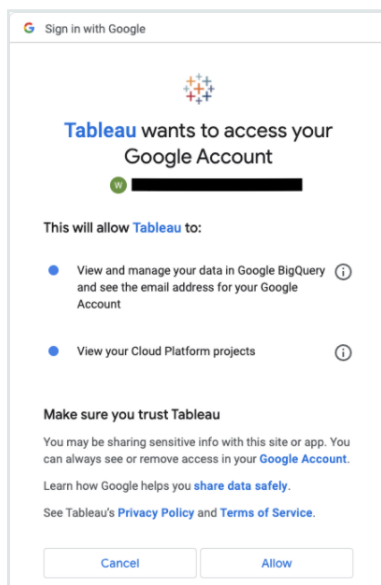 Sign in with Google
Tableau wants to access your
Google Account
W
This will allow Tableau to:
View and manage your data in Google BigQuery
and see the email address for your Google
Account
View your Cloud Platform projects
Make sure you trust Tableau
You may be sharing sensitive info with this site or app. You
can always see or remove access in your Google Account.
Learn how Google helps you share data safely.
See Tableau's Privacy Policy and Terms of Service.
Cancel
Allow